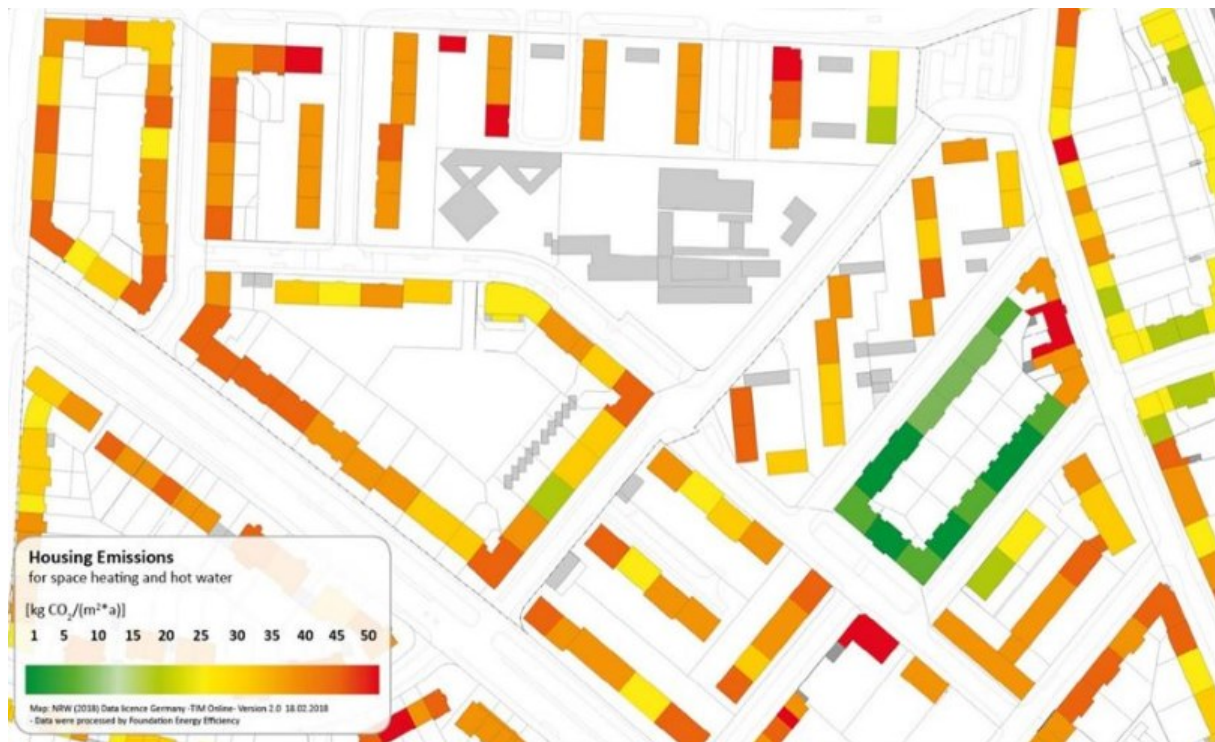 Housing Emissions
for space heating and hot water
[kg CO₂/(m²*a)]
1 5 10 15 20 25 30 35 40 45 50
Map: NRW (2018) Data licence Germany -TIM Online- Version 2.0 18.02.2018
- Data were processed by Foundation Energy Efficiency